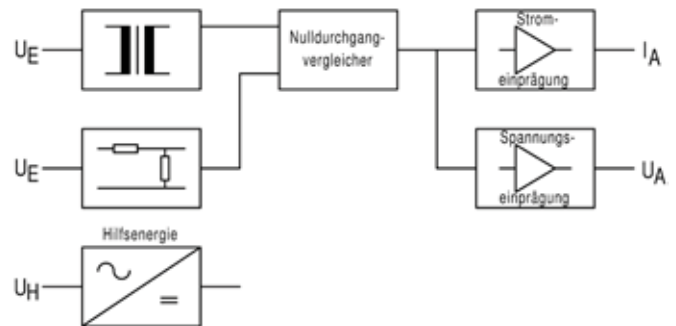 U_E
Nulldurchgang-
vergleicher
Strom-
einprägung
I_A
U_E
Spannungs-
einprägung
U_A
Hilfsenergie
U_H